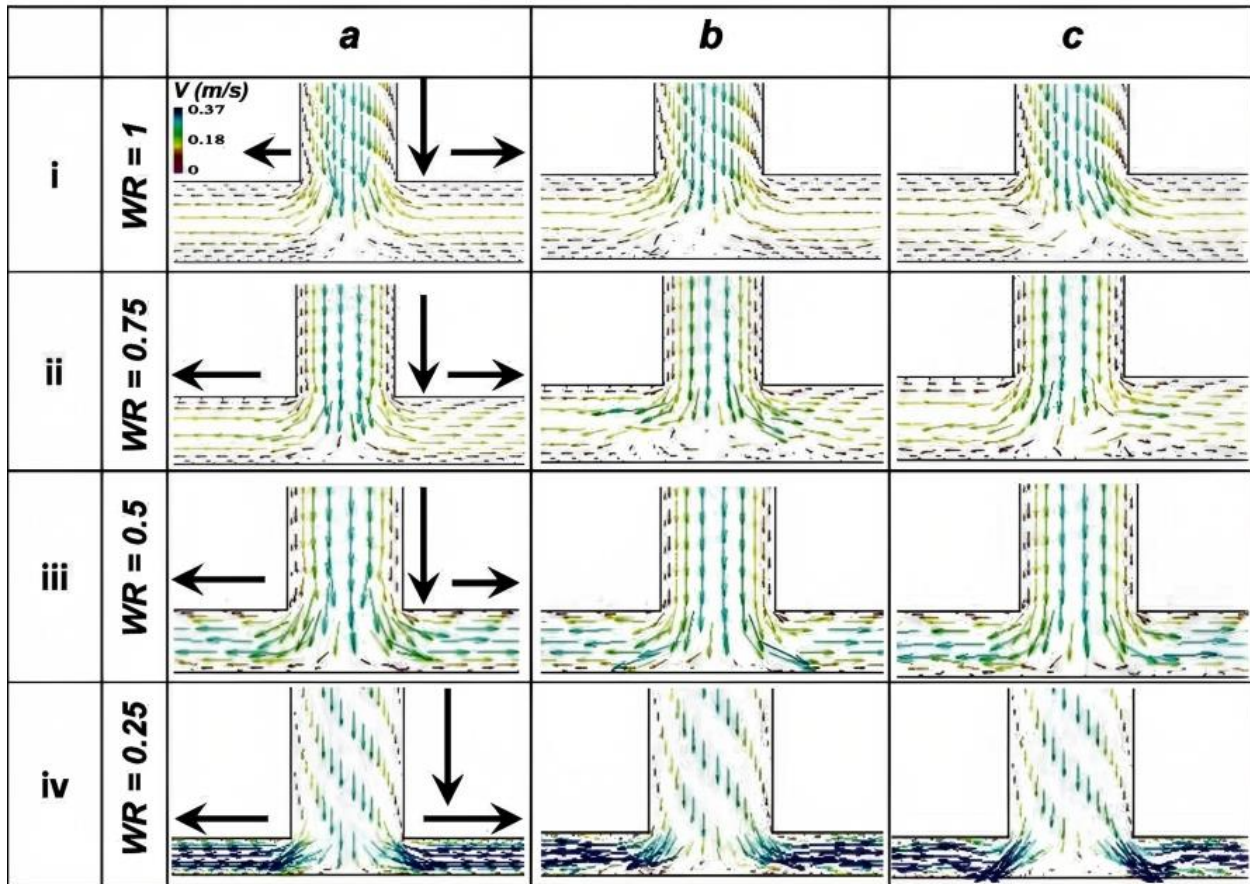 a b c
V (m/s)
0.37
0.18
0
i WR = 1
ii WR = 0.75
iii WR = 0.5
iv WR = 0.25